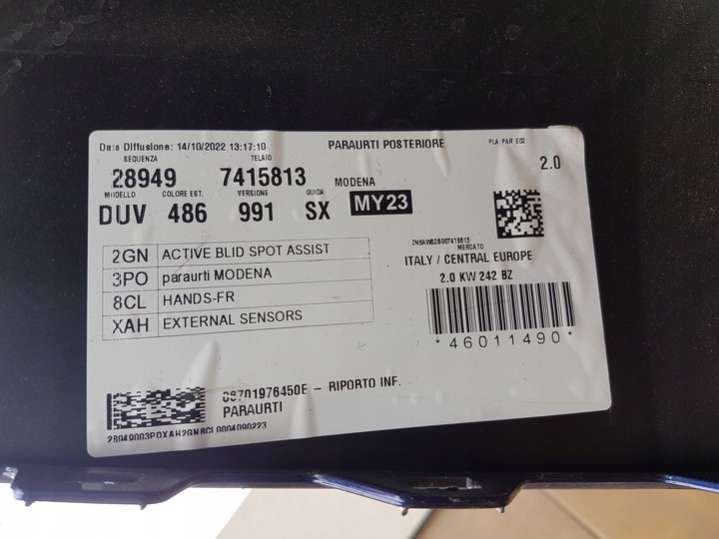 Data Diffusione: 14/10/2022 13:17:10 PARAURTI POSTERIORE
SEQUENZA TELAIO
28949 7415813 MODENA 2.0
MODELLO COLORE EST. VERSIONE GUIDA
DUV 486 991 SX MY23
MERCATO
ITALY / CENTRAL EUROPE
2.0 KW 242 BZ
2GN ACTIVE BLID SPOT ASSIST
3PO paraurti MODENA
8CL HANDS-FR
XAH EXTERNAL SENSORS
*46011490*
08701976450E - RIPORTO INF.
PARAURTI